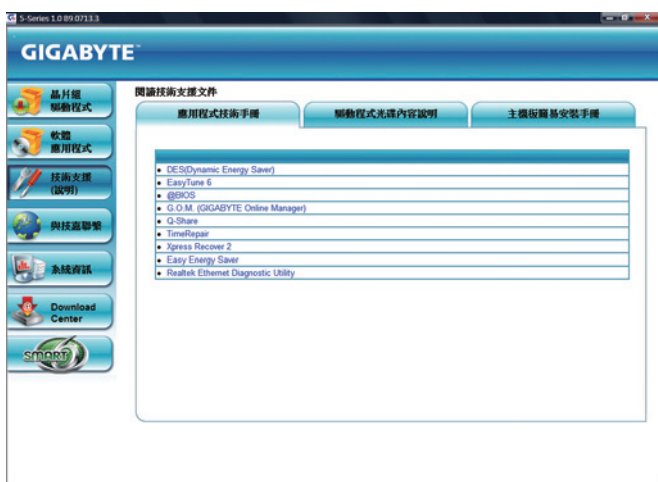 5-Series 1.0 B9.0713.3
GIGABYTE™
晶片組
驅動程式
軟體
應用程式
技術支援
(說明)
與技嘉聯繫
系統資訊
Download
Center
SMART 6
閱讀技術支援文件
應用程式技術手冊
驅動程式光碟內容說明
主機板簡易安裝手冊
• DES(Dynamic Energy Saver)
• EasyTune 6
• @BIOS
• G.O.M. (GIGABYTE Online Manager)
• Q-Share
• TimeRepair
• Xpress Recover 2
• Easy Energy Saver
• Realtek Ethernet Diagnostic Utility